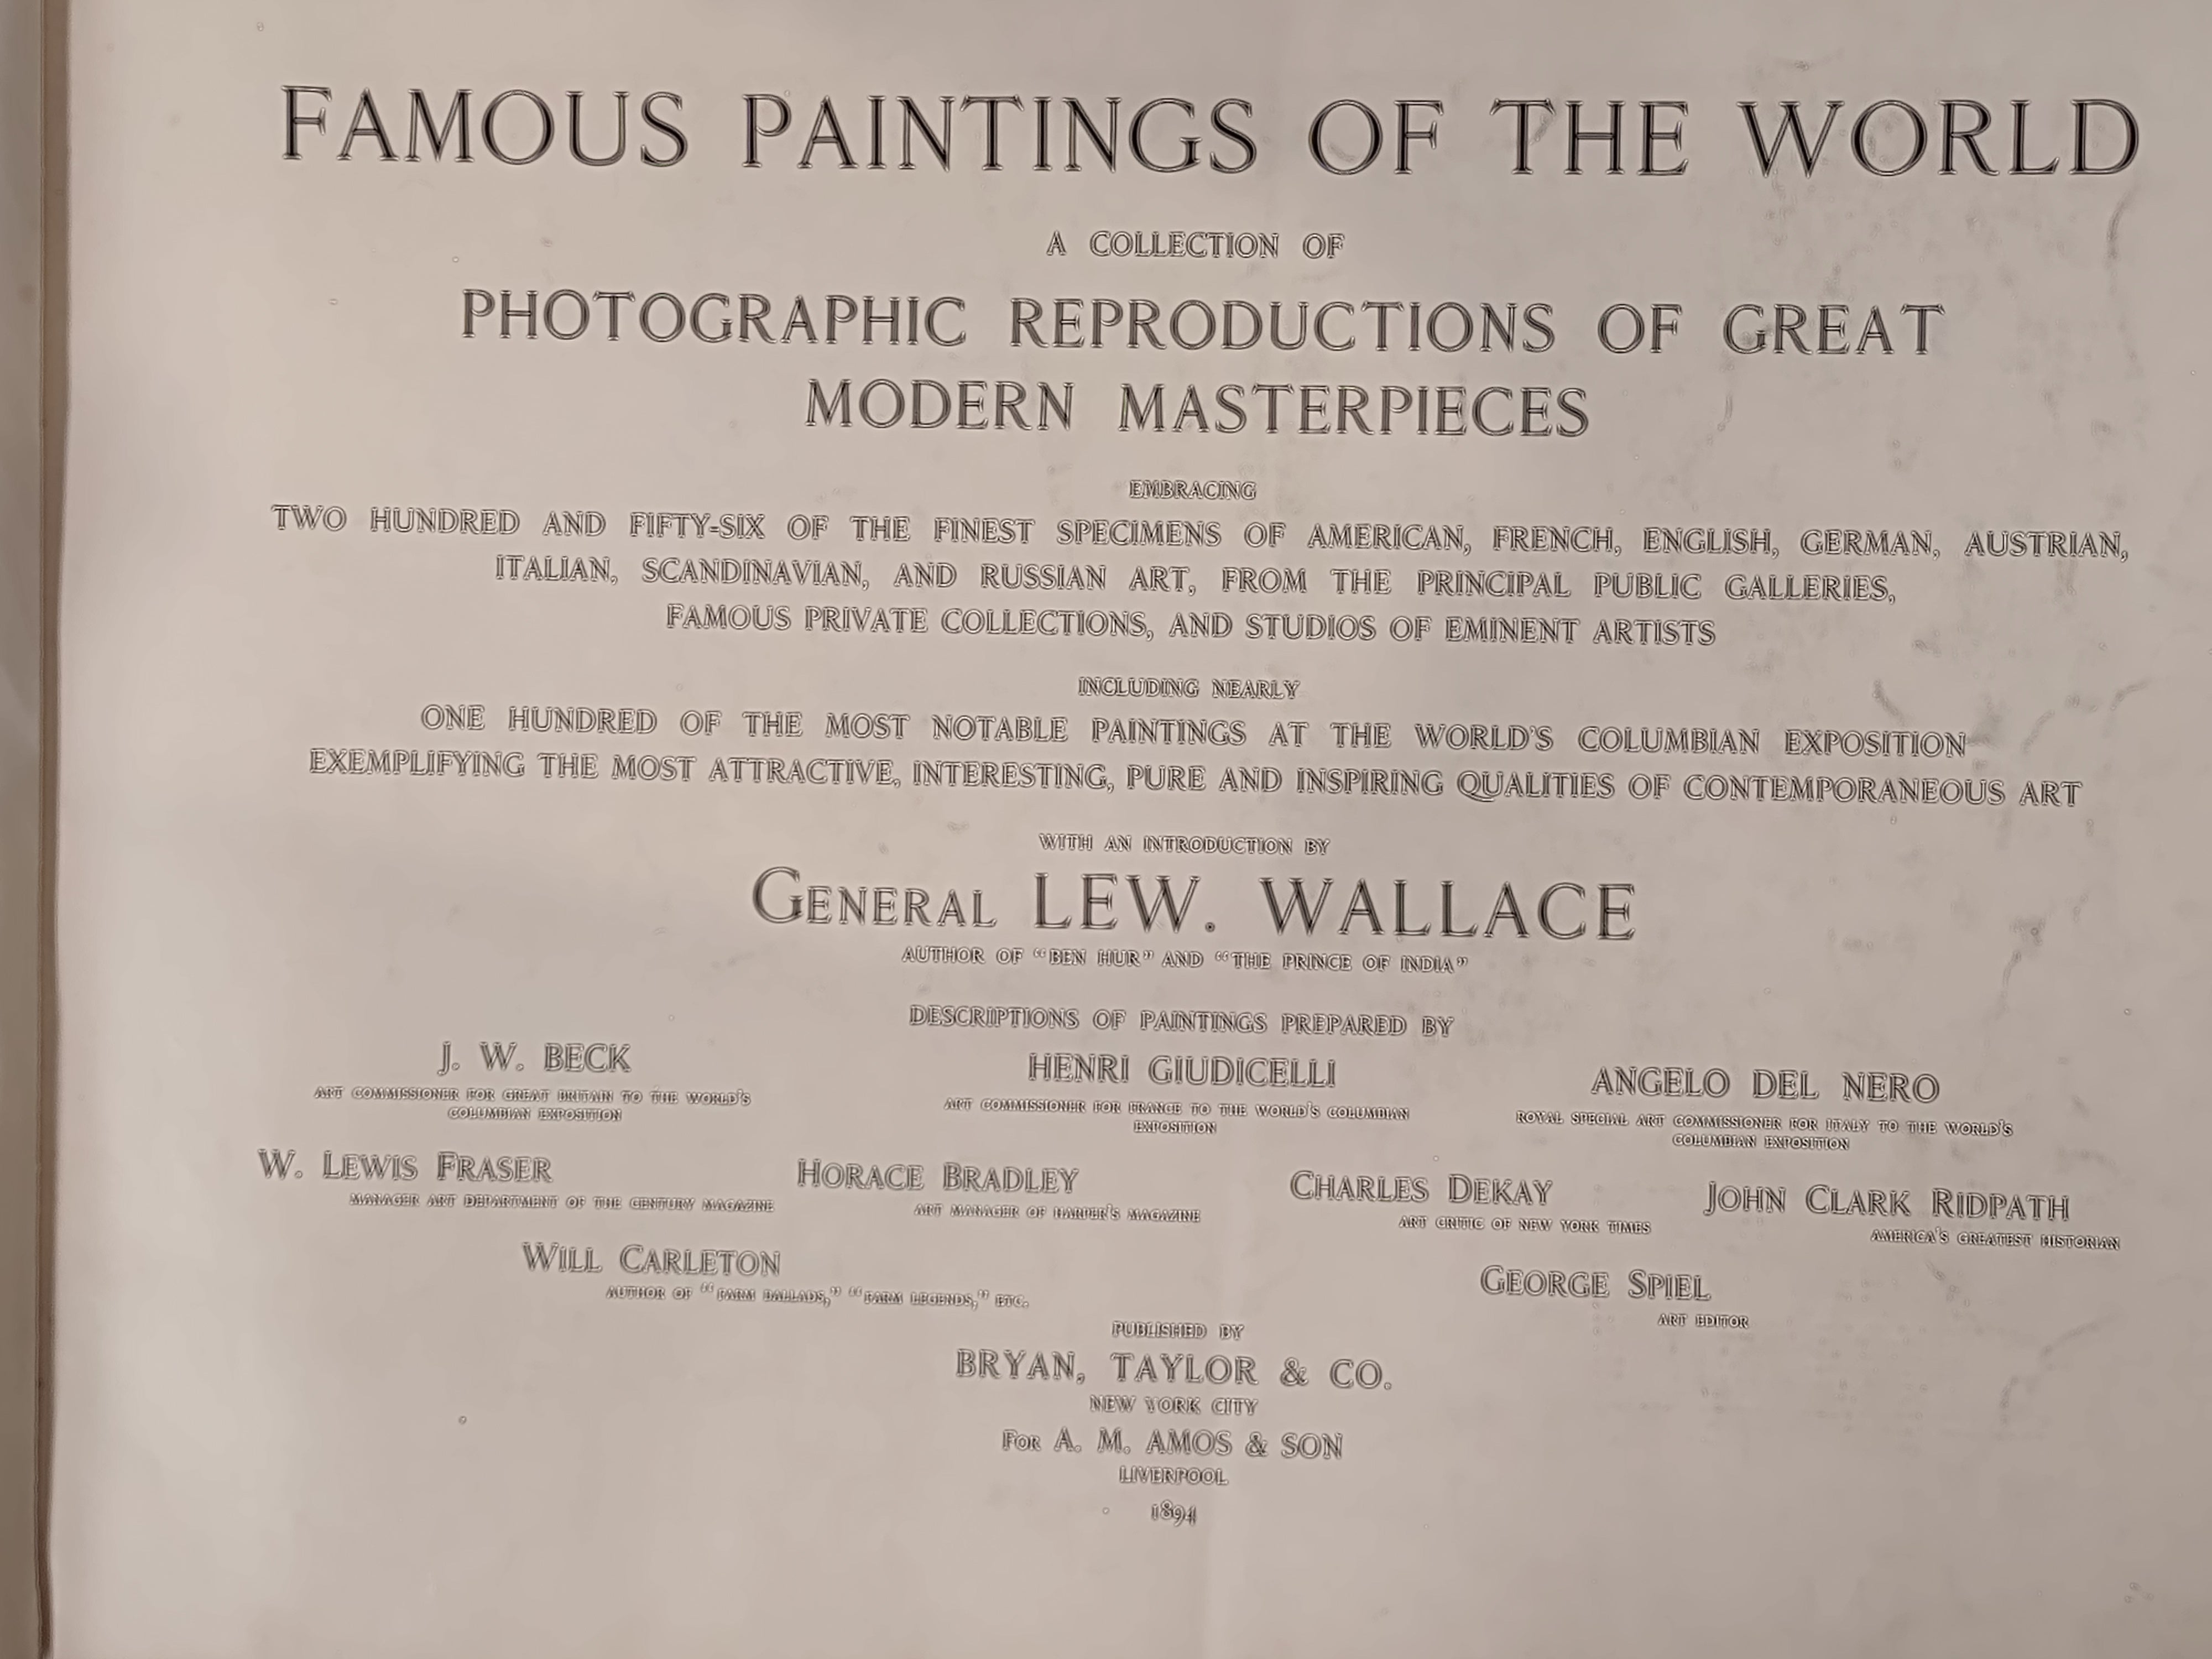 FAMOUS PAINTINGS OF THE WORLD
A COLLECTION OF
PHOTOGRAPHIC REPRODUCTIONS OF GREAT
MODERN MASTERPIECES
EMBRACING
TWO HUNDRED AND FIFTY-SIX OF THE FINEST SPECIMENS OF AMERICAN, FRENCH, ENGLISH, GERMAN, AUSTRIAN,
ITALIAN, SCANDINAVIAN, AND RUSSIAN ART, FROM THE PRINCIPAL PUBLIC GALLERIES,
FAMOUS PRIVATE COLLECTIONS, AND STUDIOS OF EMINENT ARTISTS
INCLUDING NEARLY
ONE HUNDRED OF THE MOST NOTABLE PAINTINGS AT THE WORLD'S COLUMBIAN EXPOSITION
EXEMPLIFYING THE MOST ATTRACTIVE, INTERESTING, PURE AND INSPIRING QUALITIES OF CONTEMPORANEOUS ART
WITH AN INTRODUCTION BY
GENERAL LEW. WALLACE
AUTHOR OF "BEN HUR" AND "THE PRINCE OF INDIA"
DESCRIPTIONS OF PAINTINGS PREPARED BY
J. W. BECK
ART COMMISSIONER FOR GREAT BRITAIN TO THE WORLD'S
COLUMBIAN EXPOSITION
HENRI GIUDICELLI
ART COMMISSIONER FOR FRANCE TO THE WORLD'S COLUMBIAN
EXPOSITION
ANGELO DEL NERO
ROYAL SPECIAL ART COMMISSIONER FOR ITALY TO THE WORLD'S
COLUMBIAN EXPOSITION
W. LEWIS FRASER
MANAGER ART DEPARTMENT OF THE CENTURY MAGAZINE
HORACE BRADLEY
ART MANAGER OF HARPER'S MAGAZINE
CHARLES DEKAY
ART CRITIC OF NEW YORK TIMES
JOHN CLARK RIDPATH
AMERICA'S GREATEST HISTORIAN
WILL CARLETON
AUTHOR OF "FARM BALLADS," "FARM LEGENDS," ETC.
GEORGE SPIEL
ART EDITOR
PUBLISHED BY
BRYAN, TAYLOR & CO.
NEW YORK CITY
FOR A. M. AMOS & SON
LIVERPOOL
1894